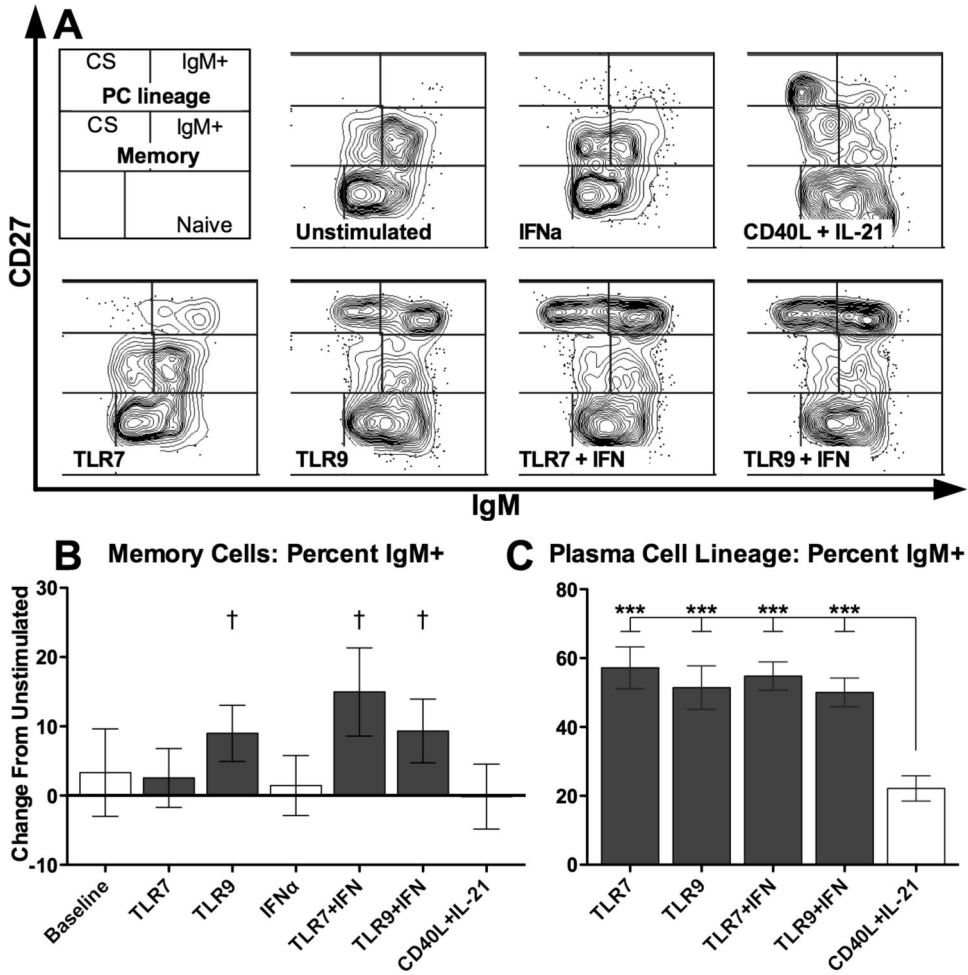 A
CS IgM+
PC lineage
CS IgM+
Memory
Naive
CD27
Unstimulated
IFNa
CD40L + IL-21
TLR7
TLR9
TLR7 + IFN
TLR9 + IFN
IgM
B Memory Cells: Percent IgM+
Change From Unstimulated
30
20
10
0
-10
† † †
Baseline
TLR7
TLR9
IFNα
TLR7+IFN
TLR9+IFN
CD40L+IL-21
C Plasma Cell Lineage: Percent IgM+
80
60
40
20
0
*** *** *** ***
TLR7
TLR9
TLR7+IFN
TLR9+IFN
CD40L+IL-21